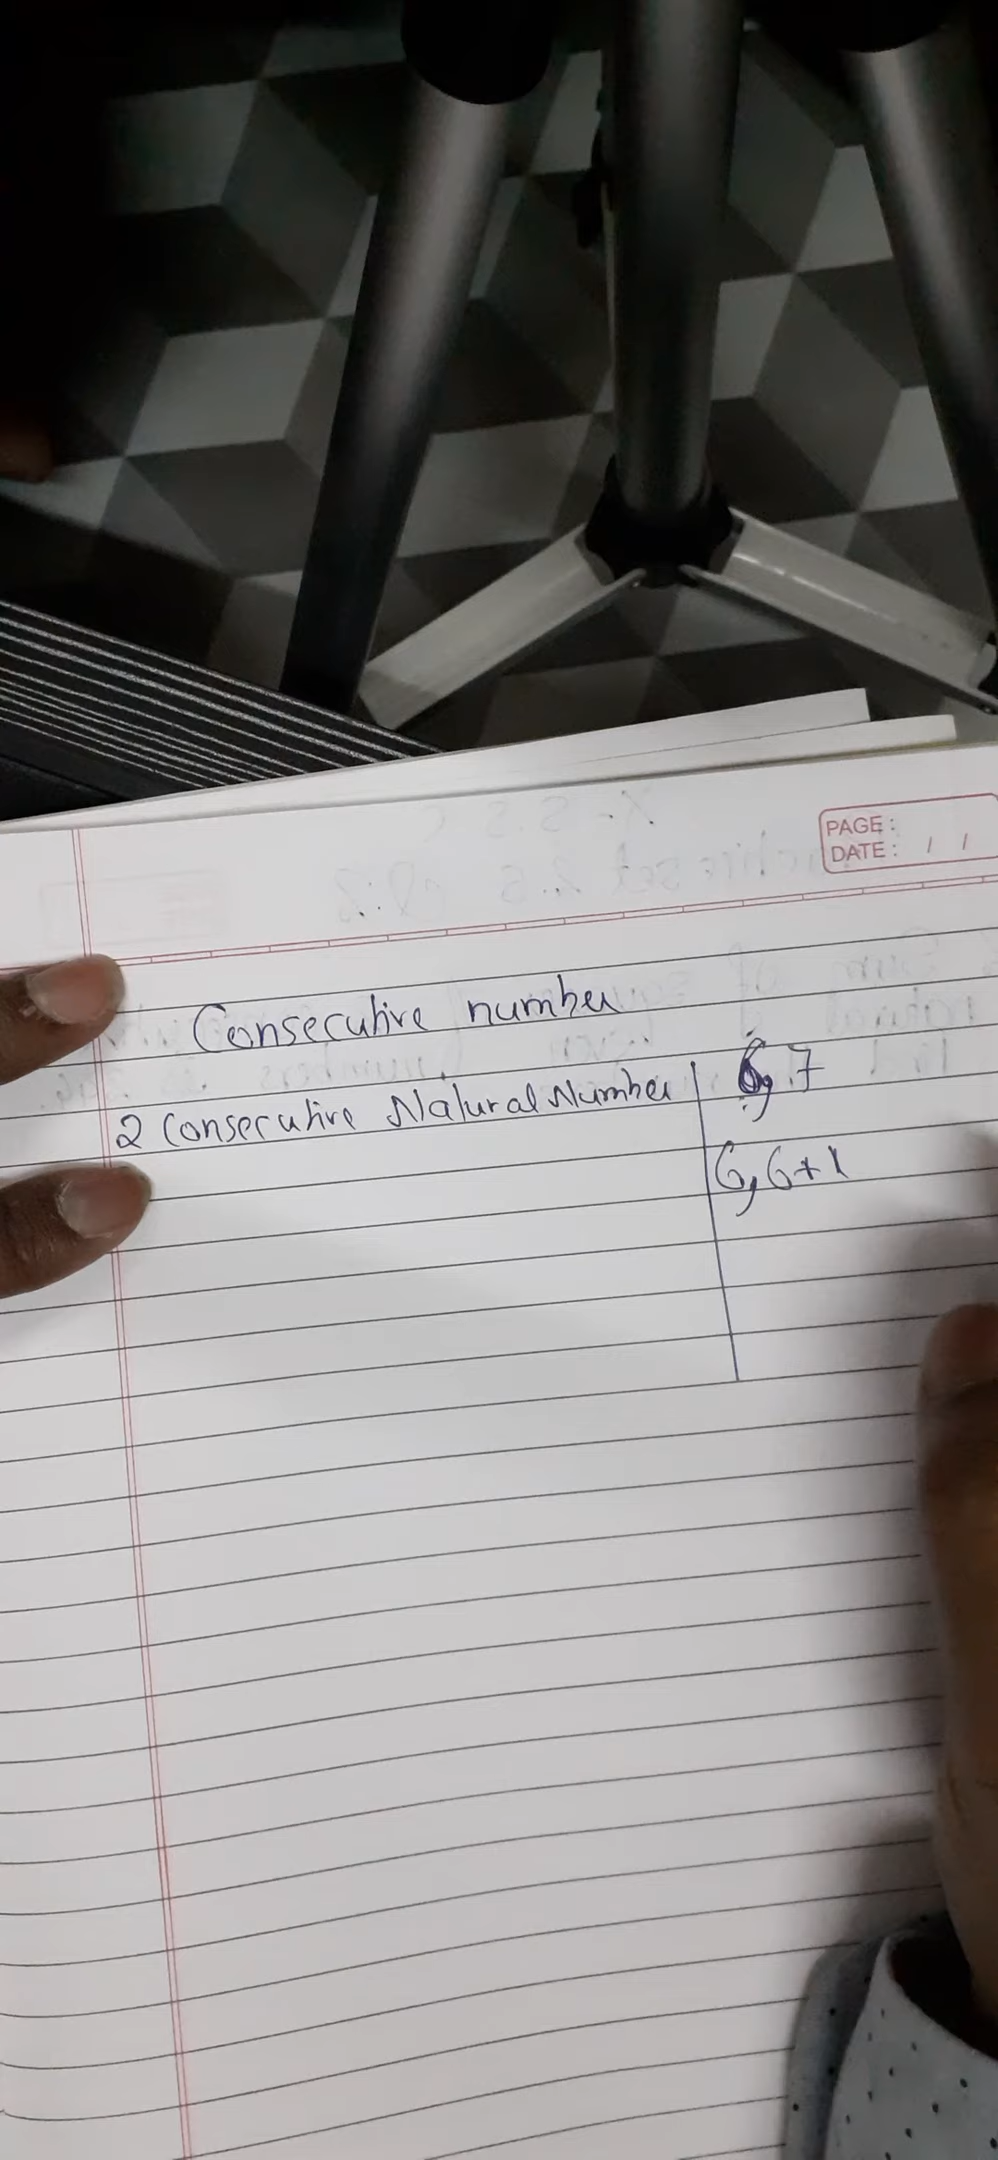 PAGE:
DATE: / /
Consecutive number
2 Consecutive Natural Number | 6, 7
6, 6+1